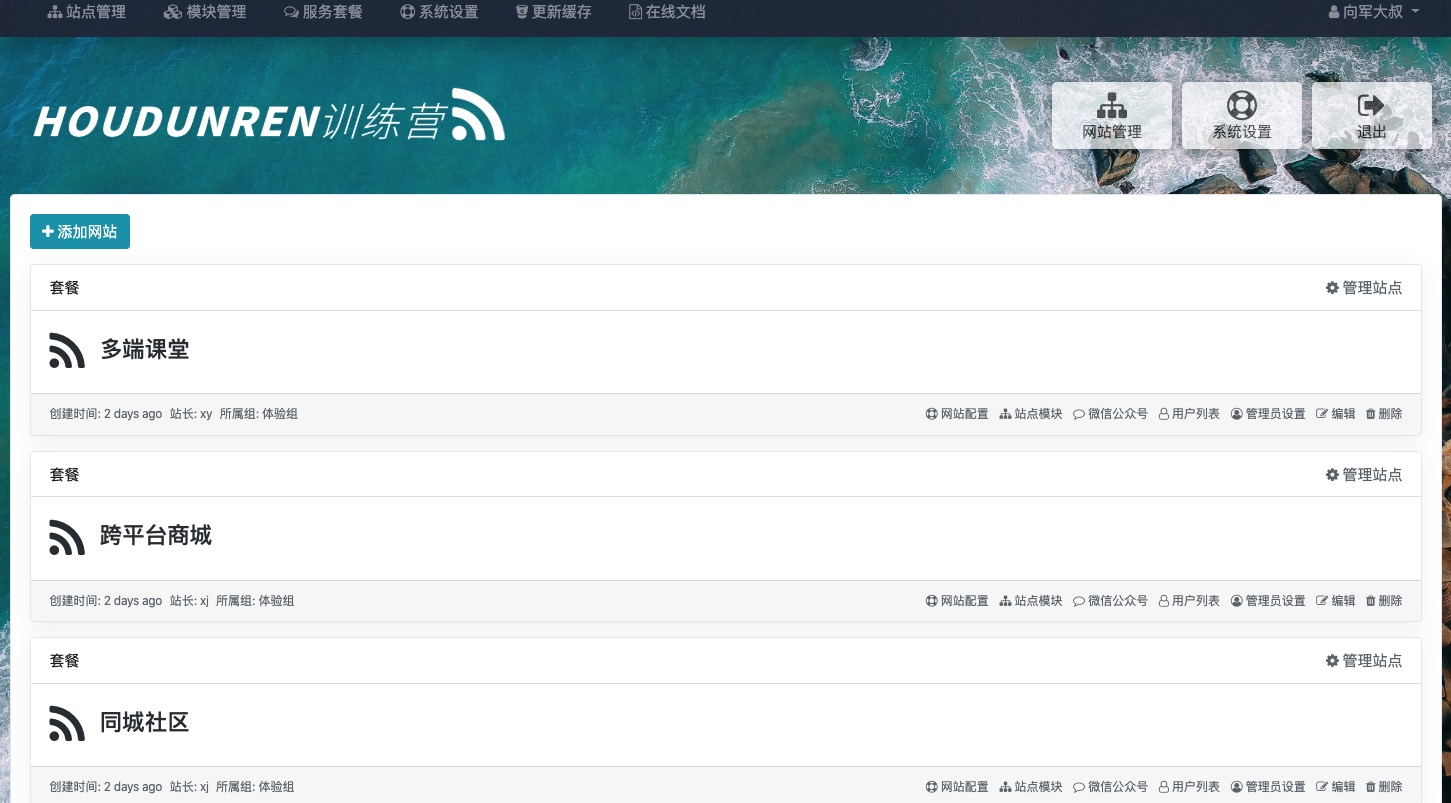 站点管理 模块管理 服务套餐 系统设置 更新缓存 在线文档 向军大叔
HOUDUNREN训练营
网站管理 系统设置 退出
添加网站
套餐 管理站点
多端课堂
创建时间: 2 days ago 站长: xy 所属组: 体验组 网站配置 站点模块 微信公众号 用户列表 管理员设置 编辑 删除
套餐 管理站点
跨平台商城
创建时间: 2 days ago 站长: xj 所属组: 体验组 网站配置 站点模块 微信公众号 用户列表 管理员设置 编辑 删除
套餐 管理站点
同城社区
创建时间: 2 days ago 站长: xj 所属组: 体验组 网站配置 站点模块 微信公众号 用户列表 管理员设置 编辑 删除